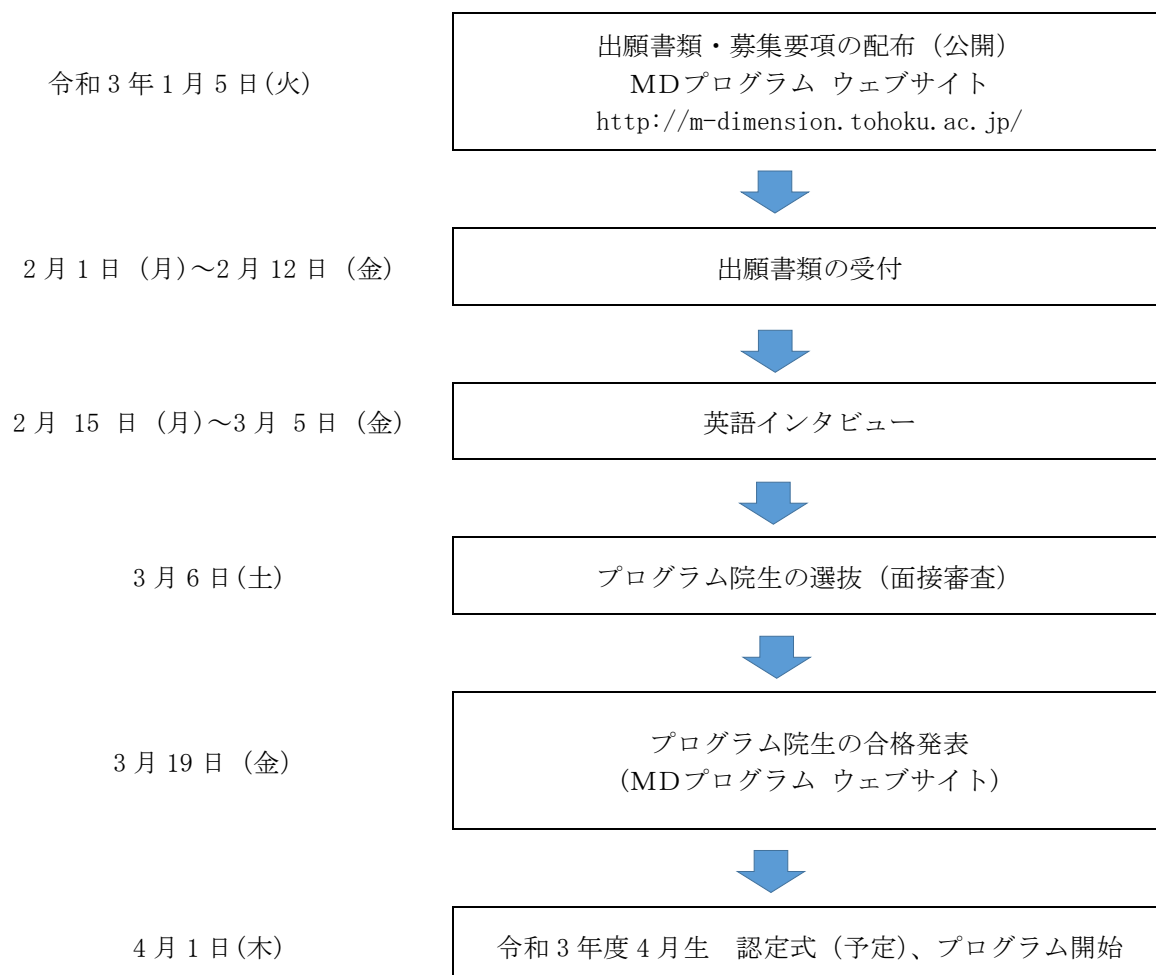 令和3年1月5日(火)
出願書類・募集要項の配布(公開)
MDプログラム ウェブサイト
http://m-dimension.tohoku.ac.jp/
2月1日 (月)～2月12日 (金)
出願書類の受付
2月 15 日 (月)～3月 5日 (金)
英語インタビュー
3月6日(土)
プログラム院生の選抜(面接審査)
3月19日 (金)
プログラム院生の合格発表
(MDプログラム ウェブサイト)
4月1日(木)
令和3年度4月生　認定式(予定)、プログラム開始